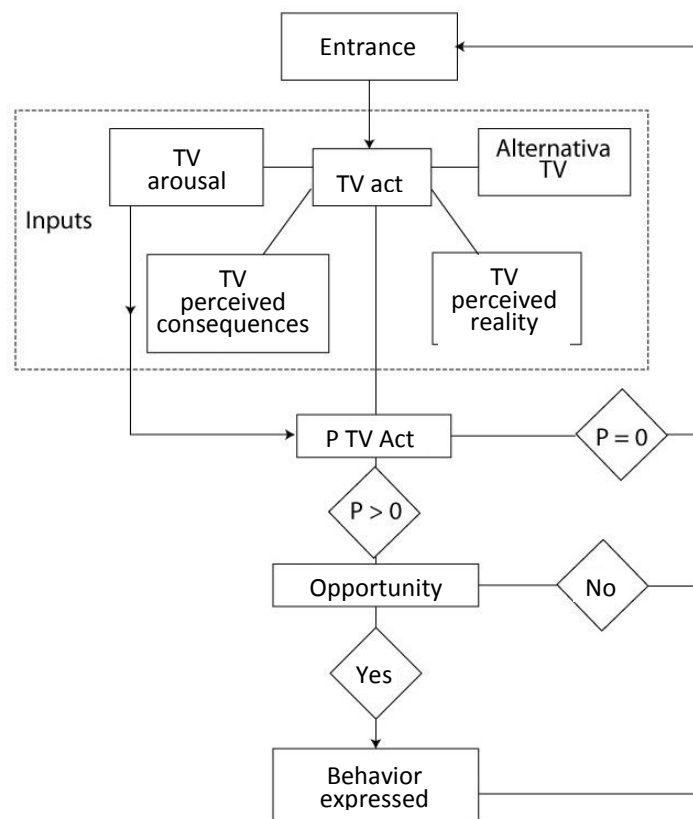 Entrance
TV
arousal
TV act
Alternativa
TV
Inputs
TV
perceived
consequences
TV
perceived
reality
P TV Act
P = 0
P > 0
Opportunity
No
Yes
Behavior
expressed